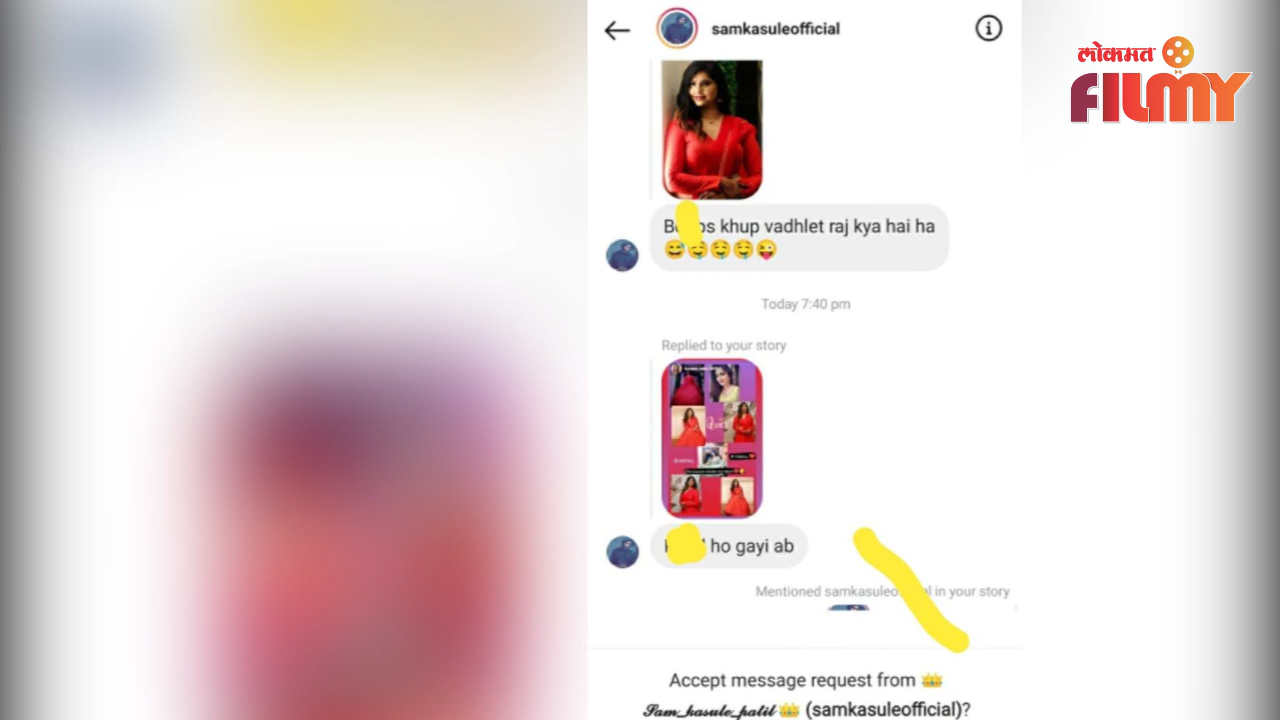 samkasuleofficial
लोकमत
FILMY
khup vadhlet raj kya hai ha
😅🤤🤤🤤😜
Today 7:40 pm
Replied to your story
ho gayi ab
Mentioned in your story
Accept message request from 👑
Sam_kasule_patil 👑 (samkasuleofficial)?